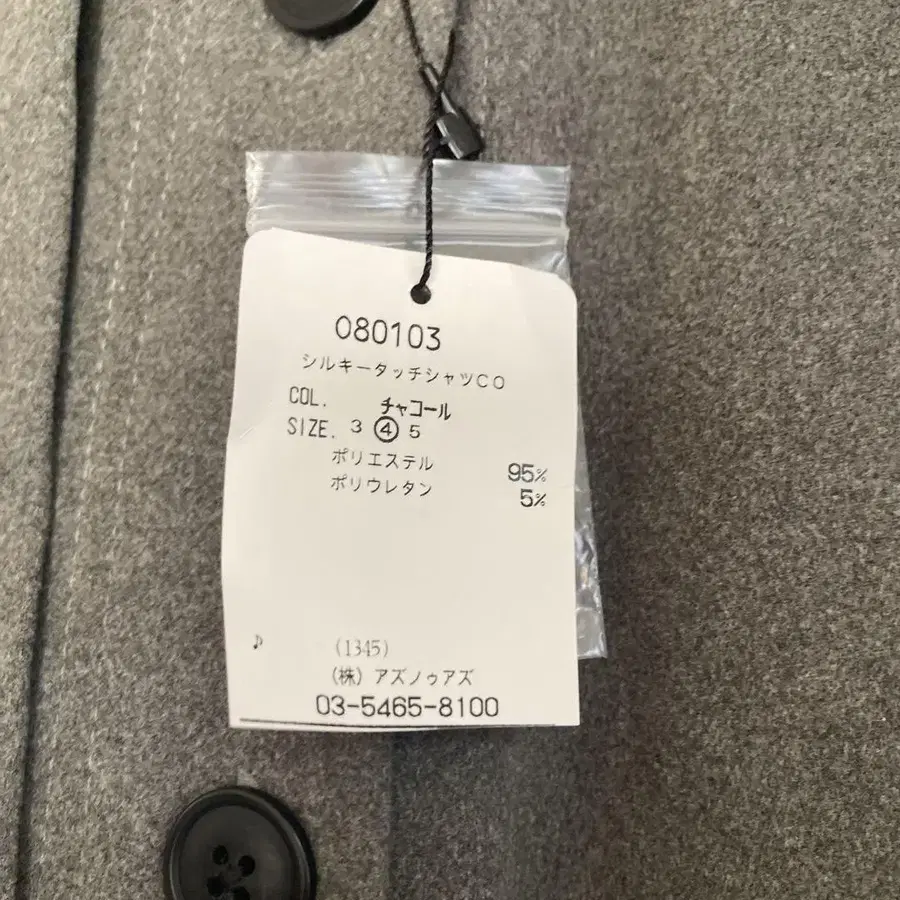 080103
シルキータッチシャツCO
COL. チャコール
SIZE. 3 ④ 5
ポリエステル 95%
ポリウレタン 5%
♪ (1345)
(株)アズノゥアズ
03-5465-8100